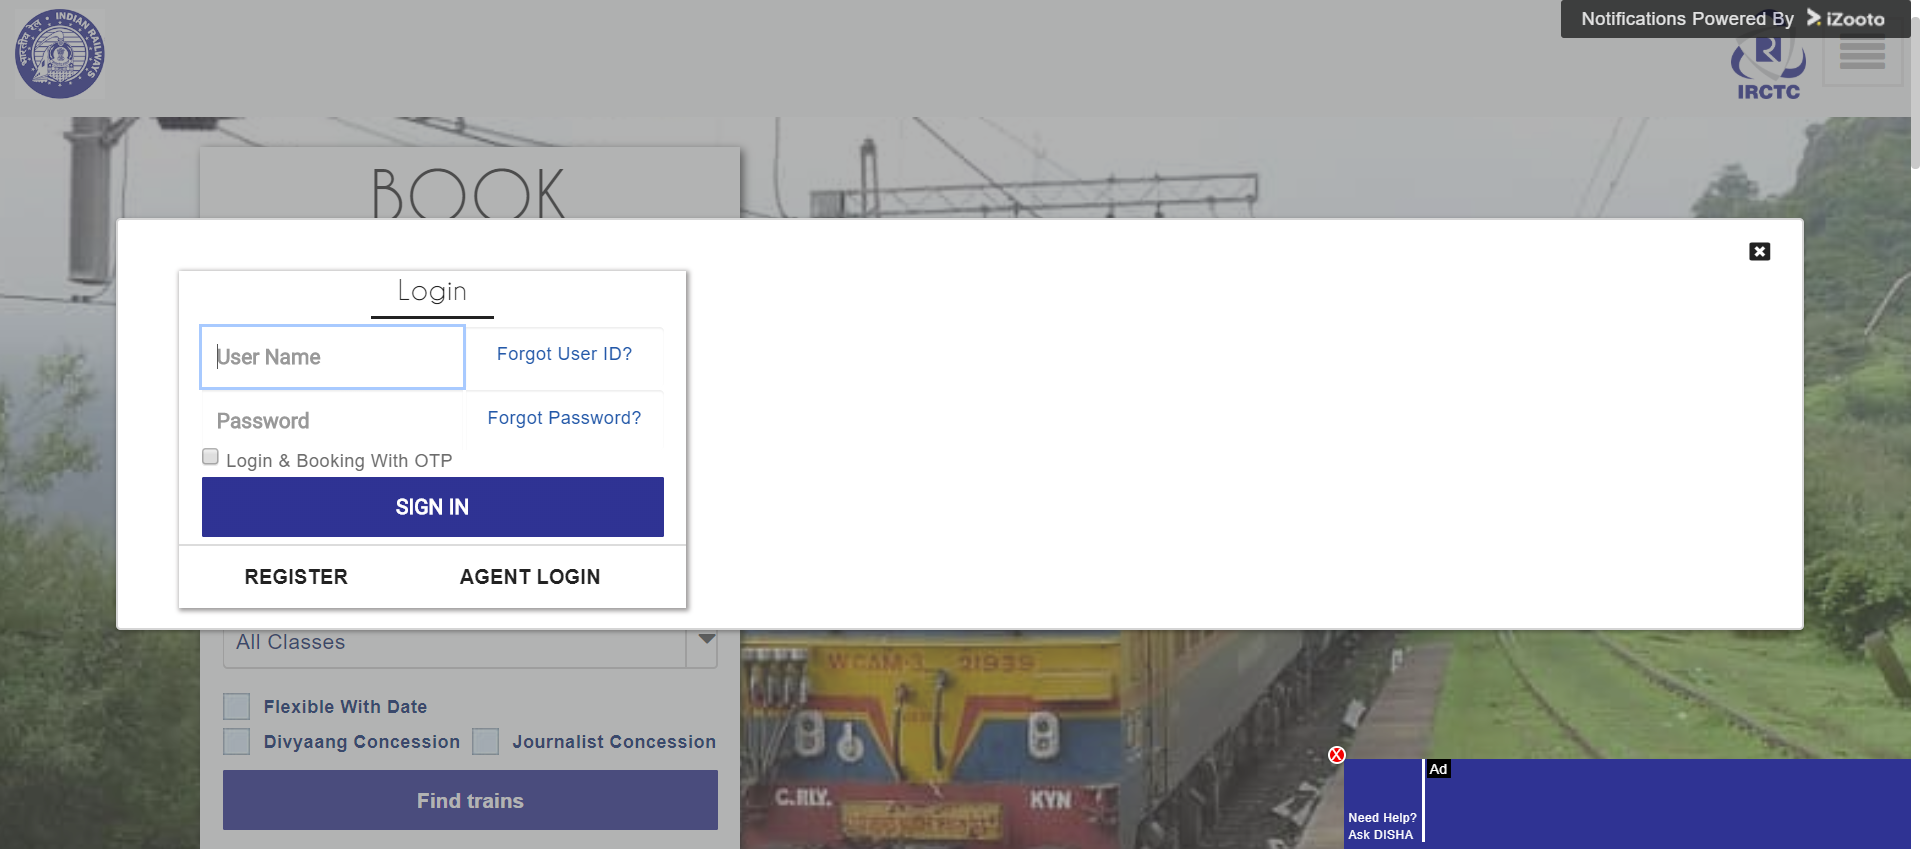 Notifications Powered By iZooto
भारतीय रेल • INDIAN RAILWAYS
IRCTC
BOOK
Login
User Name
Forgot User ID?
Password
Forgot Password?
Login & Booking With OTP
SIGN IN
REGISTER
AGENT LOGIN
All Classes
WCAM-3 21939
Flexible With Date
Divyaang Concession
Journalist Concession
Find trains
C.RLY.
KYN
X
Ad
Need Help?
Ask DISHA